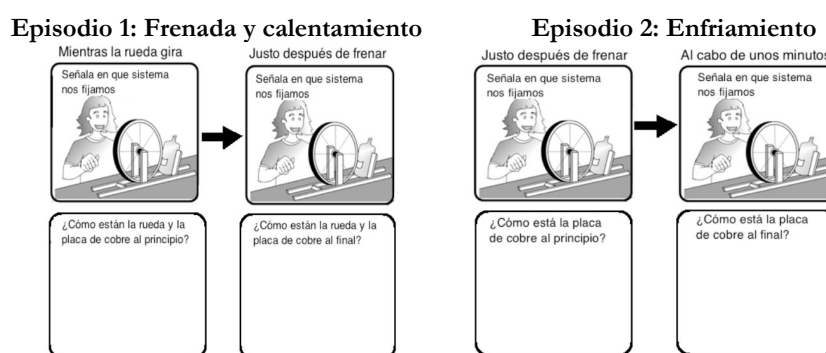 Episodio 1: Frenada y calentamiento
Mientras la rueda gira
Señala en que sistema
nos fijamos
¿Cómo están la rueda y la
placa de cobre al principio?
Justo después de frenar
Señala en que sistema
nos fijamos
¿Cómo están la rueda y la
placa de cobre al final?
Episodio 2: Enfriamiento
Justo después de frenar
Señala en que sistema
nos fijamos
¿Cómo está la placa
de cobre al principio?
Al cabo de unos minutos
Señala en que sistema
nos fijamos
¿Cómo está la placa
de cobre al final?